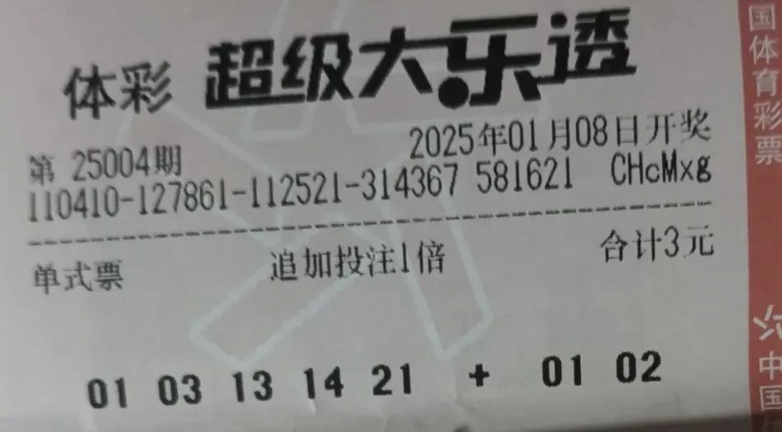 体彩 超级大乐透
第 25004期 2025年01月08日开奖
110410-127861-112521-314367 581621 CHcMxg
单式票 追加投注1倍 合计3元
01 03 13 14 21 + 01 02
国体育彩票
中国